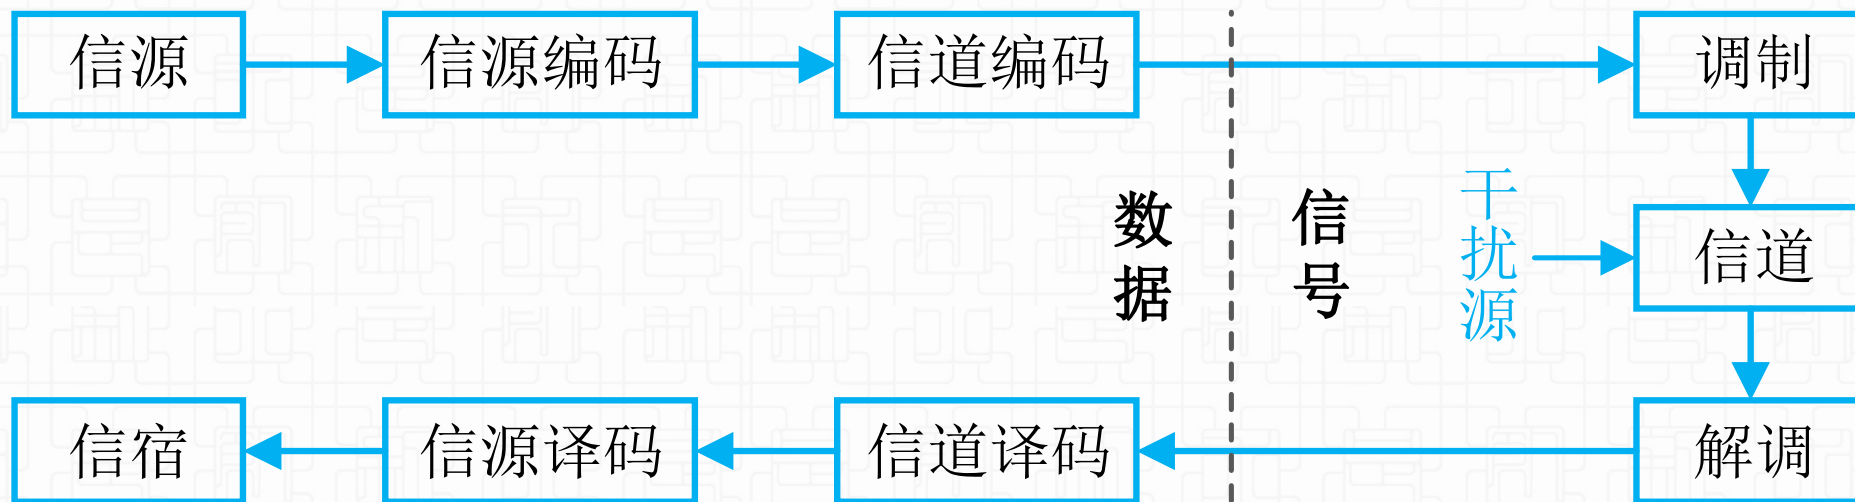 信源
信源编码
信道编码
调制
数据
信号
干扰源
信道
信宿
信源译码
信道译码
解调